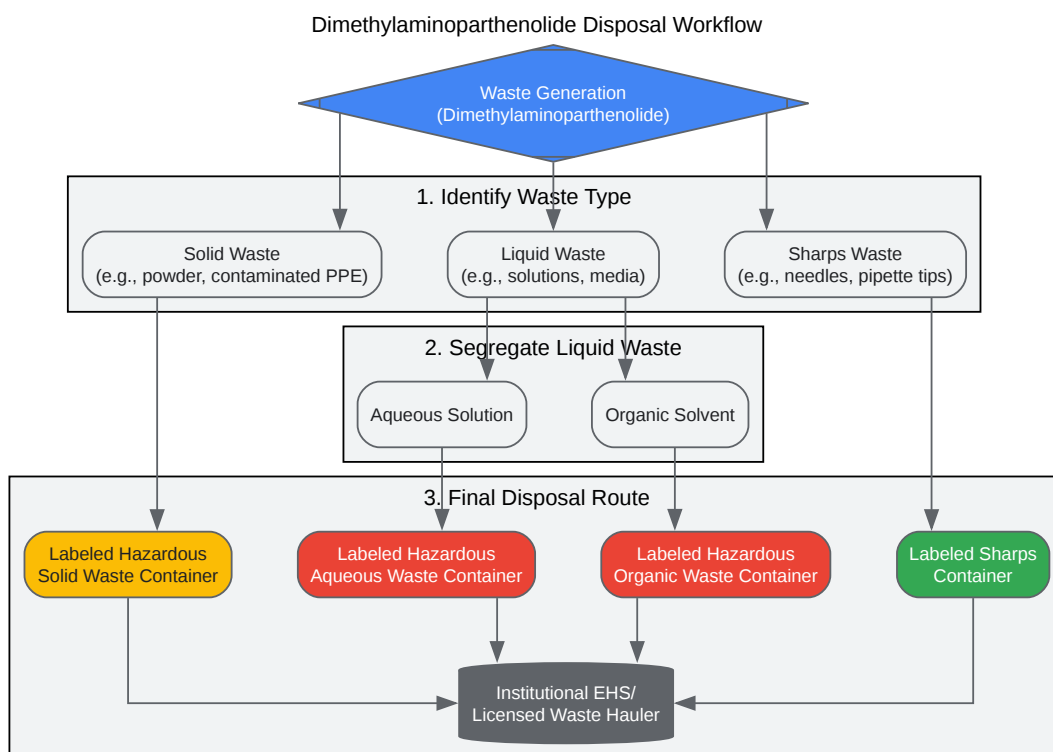 Dimethylaminoparthenolide Disposal Workflow
Waste Generation
(Dimethylaminoparthenolide)
1. Identify Waste Type
Solid Waste
(e.g., powder, contaminated PPE)
Liquid Waste
(e.g., solutions, media)
Sharps Waste
(e.g., needles, pipette tips)
2. Segregate Liquid Waste
Aqueous Solution
Organic Solvent
3. Final Disposal Route
Labeled Hazardous
Solid Waste Container
Labeled Hazardous
Aqueous Waste Container
Labeled Hazardous
Organic Waste Container
Labeled Sharps
Container
Institutional EHS/
Licensed Waste Hauler